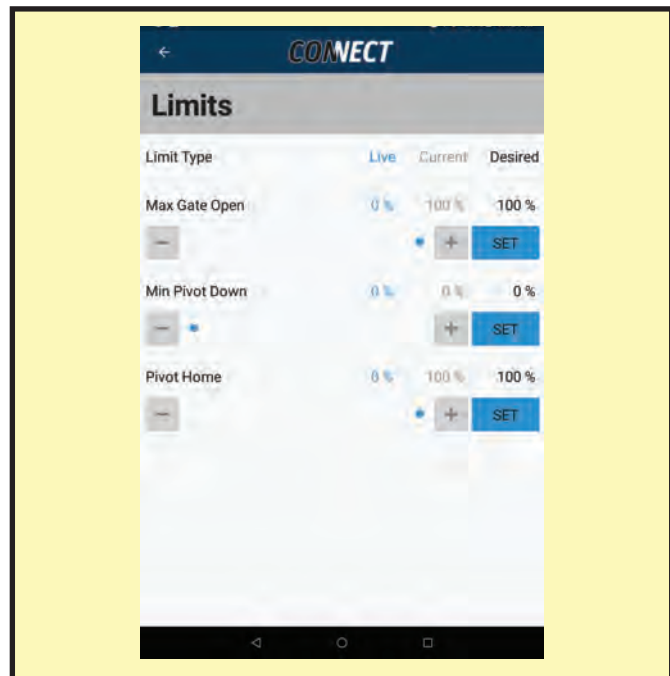 CONNECT
Limits
Limit Type Live Current Desired
Max Gate Open 0 % 100 % 100 %
− + SET
Min Pivot Down 0 % 0 % 0 %
− + SET
Pivot Home 0 % 100 % 100 %
− + SET